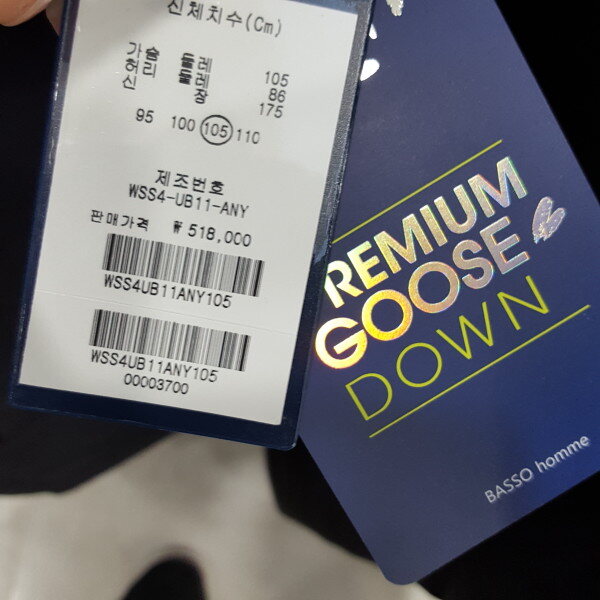 신체치수(Cm)
가슴 둘레 105
허리 둘레 86
신 장 175
95 100 105 110
제조번호
WSS4-UB11-ANY
판매가격 ₩ 518,000
WSS4UB11ANY105
WSS4UB11ANY105
00003700
REMIUM
GOOSE
DOWN
BASSO homme